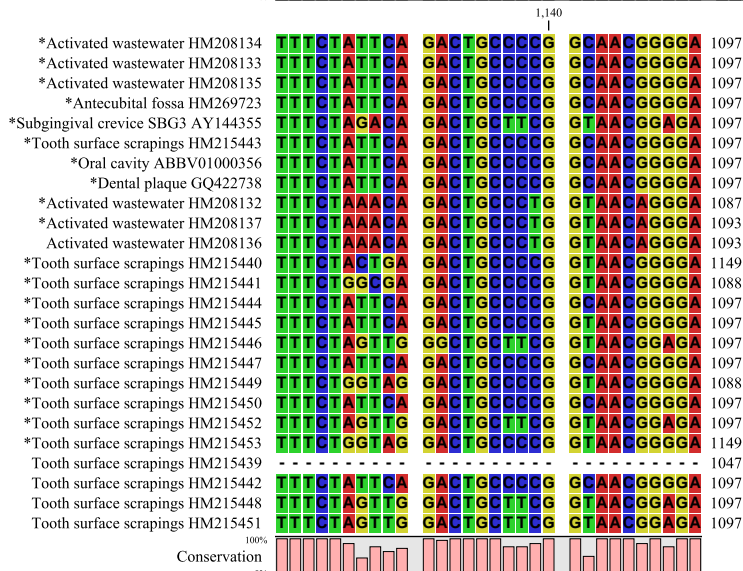 1,140
*Activated wastewater HM208134 TTTCTATTCA GACTGCCCCG GCAACGGGGA 1097
*Activated wastewater HM208133 TTTCTATTCA GACTGCCCCG GCAACGGGGA 1097
*Activated wastewater HM208135 TTTCTATTCA GACTGCCCCG GCAACGGGGA 1097
*Antecubital fossa HM269723 TTTCTATTCA GACTGCCCCG GCAACGGGGA 1097
*Subgingival crevice SBG3 AY144355 TTTCTAGACA GACTGCTTCG GTAACGGAGA 1097
*Tooth surface scrapings HM215443 TTTCTATTCA GACTGCCCCG GCAACGGGGA 1097
*Oral cavity ABBV01000356 TTTCTATTCA GACTGCCCCG GCAACGGGGA 1097
*Dental plaque GQ422738 TTTCTATTCA GACTGCCCCG GCAACGGGGA 1097
*Activated wastewater HM208132 TTTCTAAACA GACTGCCCTG GTAACAGGGA 1087
*Activated wastewater HM208137 TTTCTAAACA GACTGCCCTG GTAACAGGGA 1093
Activated wastewater HM208136 TTTCTAAACA GACTGCCCTG GTAACAGGGA 1093
*Tooth surface scrapings HM215440 TTTCTACTGA GACTGCCCCG GTAACGGGGA 1149
*Tooth surface scrapings HM215441 TTTCTGGCGA GACTGCCCCG GTAACGGGGA 1088
*Tooth surface scrapings HM215444 TTTCTATTCA GACTGCCCCG GCAACGGGGA 1097
*Tooth surface scrapings HM215445 TTTCTATTCA GACTGCCCCG GTAACGGGGA 1097
*Tooth surface scrapings HM215446 TTTCTAGTTG GGCTGCTTCG GTAACGGAGA 1097
*Tooth surface scrapings HM215447 TTTCTATTCA GACTGCCCCG GCAACGGGGA 1097
*Tooth surface scrapings HM215449 TTTCTGGTAG GACTGCCCCG GTAACGGGGA 1088
*Tooth surface scrapings HM215450 TTTCTATTCA GACTGCCCCG GCAACGGGGA 1097
*Tooth surface scrapings HM215452 TTTCTAGTTG GACTGCTTCG GTAACGGAGA 1097
*Tooth surface scrapings HM215453 TTTCTGGTAG GACTGCCCCG GTAACGGGGA 1149
Tooth surface scrapings HM215439 - - - - - - - - - - - - - - - - - - - - - - - - - - - - - - 1047
Tooth surface scrapings HM215442 TTTCTATTCA GACTGCCCCG GCAACGGGGA 1097
Tooth surface scrapings HM215448 TTTCTAGTTG GACTGCTTCG GTAACGGAGA 1097
Tooth surface scrapings HM215451 TTTCTAGTTG GACTGCTTCG GTAACGGAGA 1097
100%
Conservation